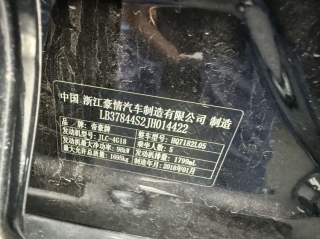 中国 浙江豪情汽车制造有限公司 制造
LB37844S2JH014422
品牌：帝豪牌 整车型号：HQ7182L05
发动机型号：JLC-4G18 乘坐人数：5
发动机最大净功率：98kW 发动机排量：1799mL
最大允许总质量：1695kg 制造年月：2018年01月